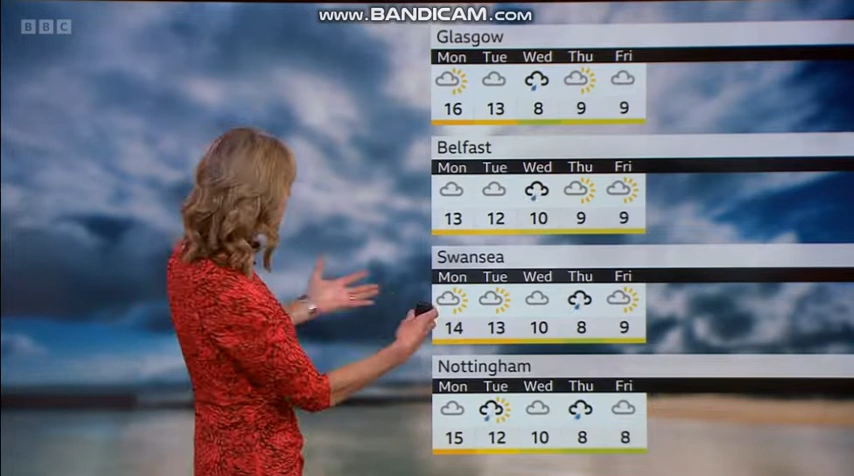 BBC
www.BANDICAM.com
Glasgow
Mon Tue Wed Thu Fri
16 13 8 9 9
Belfast
Mon Tue Wed Thu Fri
13 12 10 9 9
Swansea
Mon Tue Wed Thu Fri
14 13 10 8 9
Nottingham
Mon Tue Wed Thu Fri
15 12 10 8 8